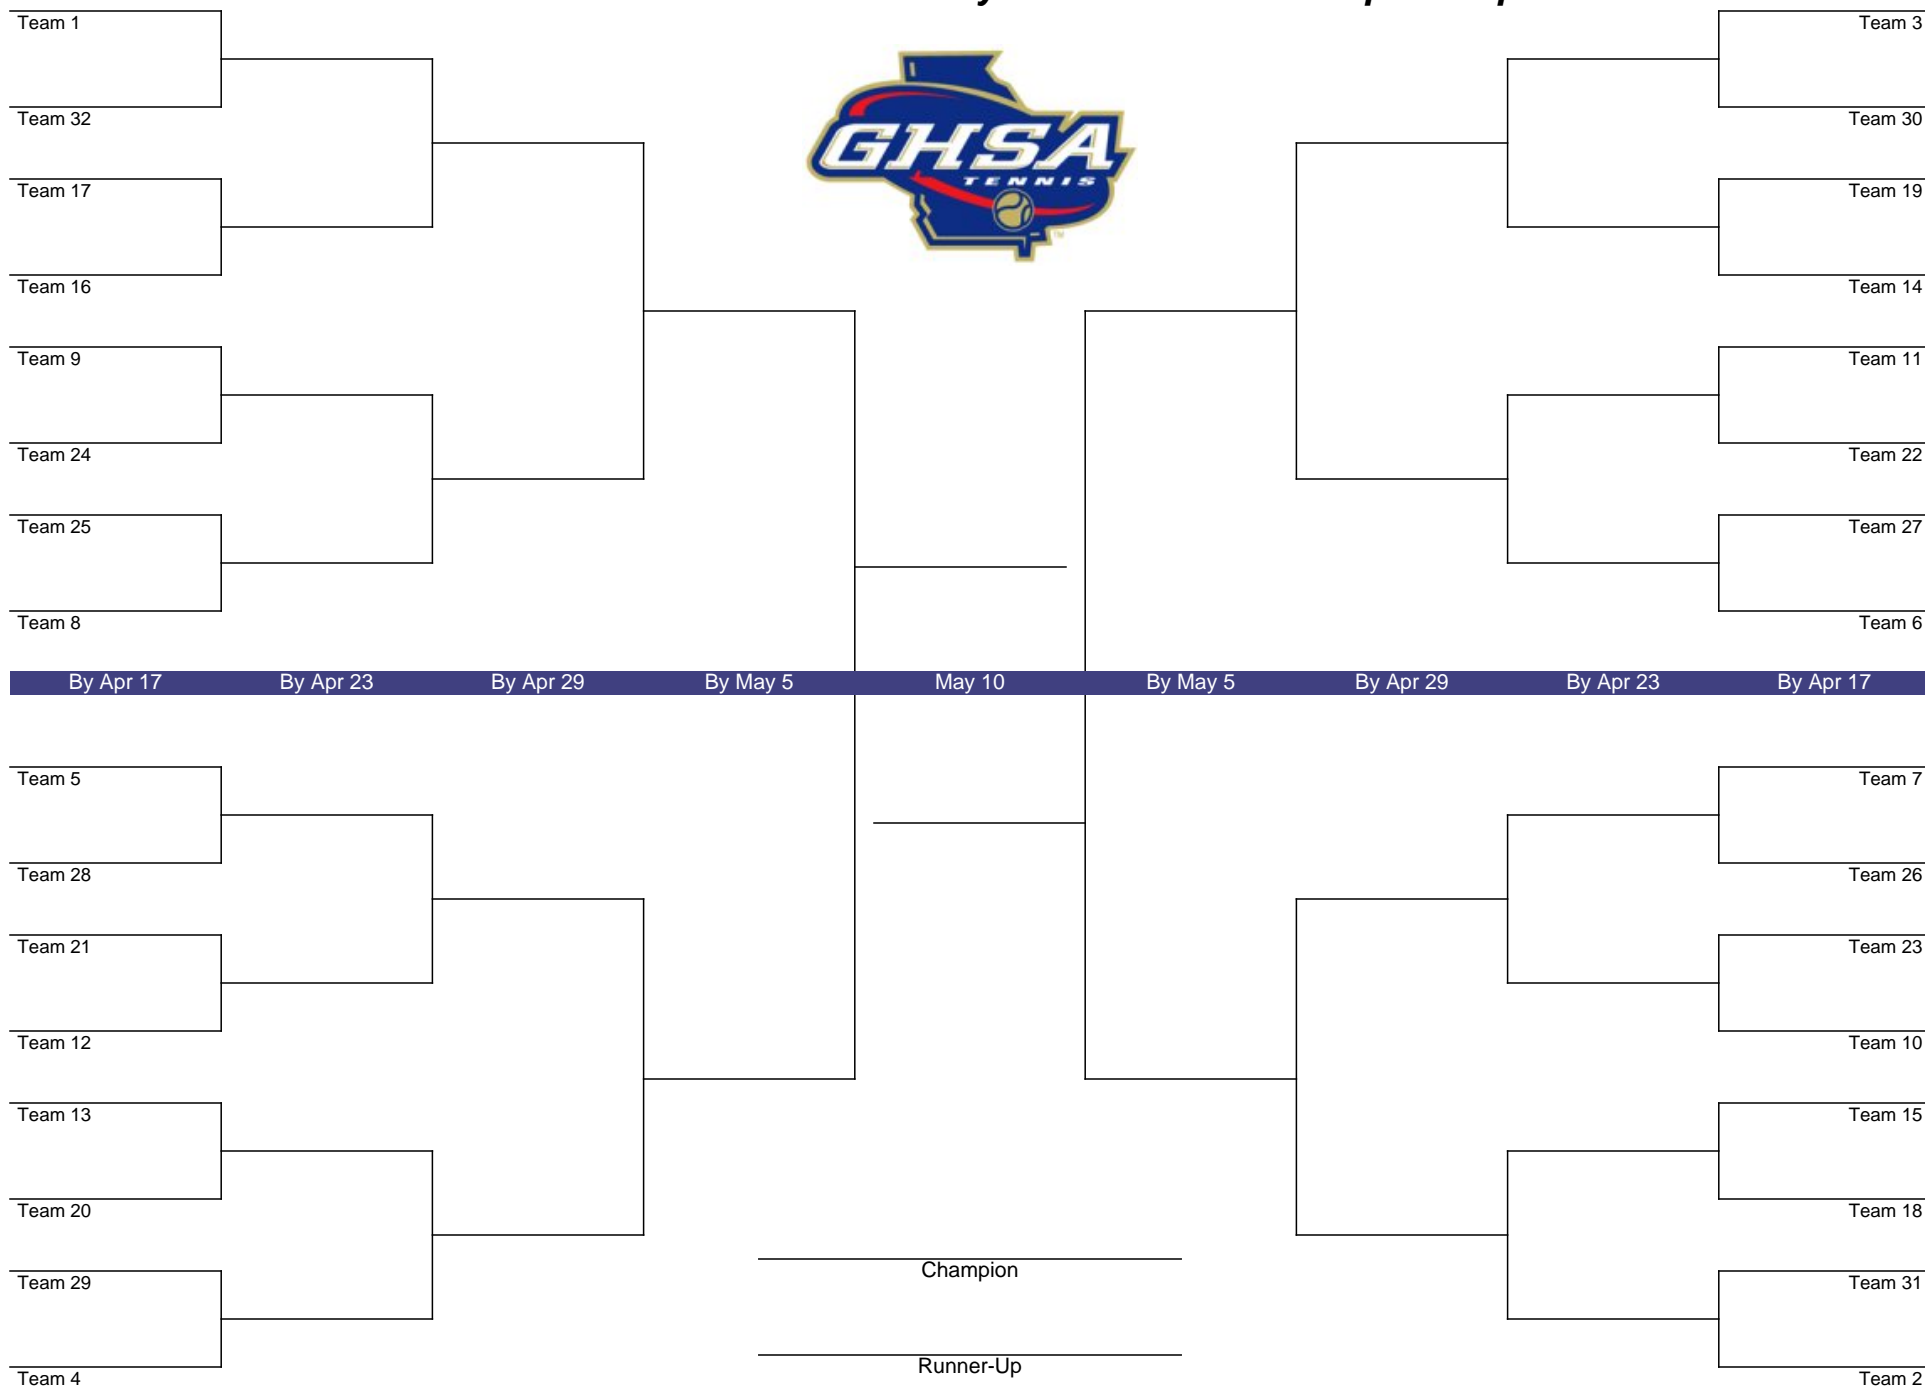 Team 1
Team 32
Team 17
Team 16
Team 9
Team 24
Team 25
Team 8
GHSA
TENNIS
TM
Team 3
Team 30
Team 19
Team 14
Team 11
Team 22
Team 27
Team 6
By Apr 17 By Apr 23 By Apr 29 By May 5 May 10 By May 5 By Apr 29 By Apr 23 By Apr 17
Team 5
Team 28
Team 21
Team 12
Team 13
Team 20
Team 29
Team 4
Champion
Runner-Up
Team 7
Team 26
Team 23
Team 10
Team 15
Team 18
Team 31
Team 2